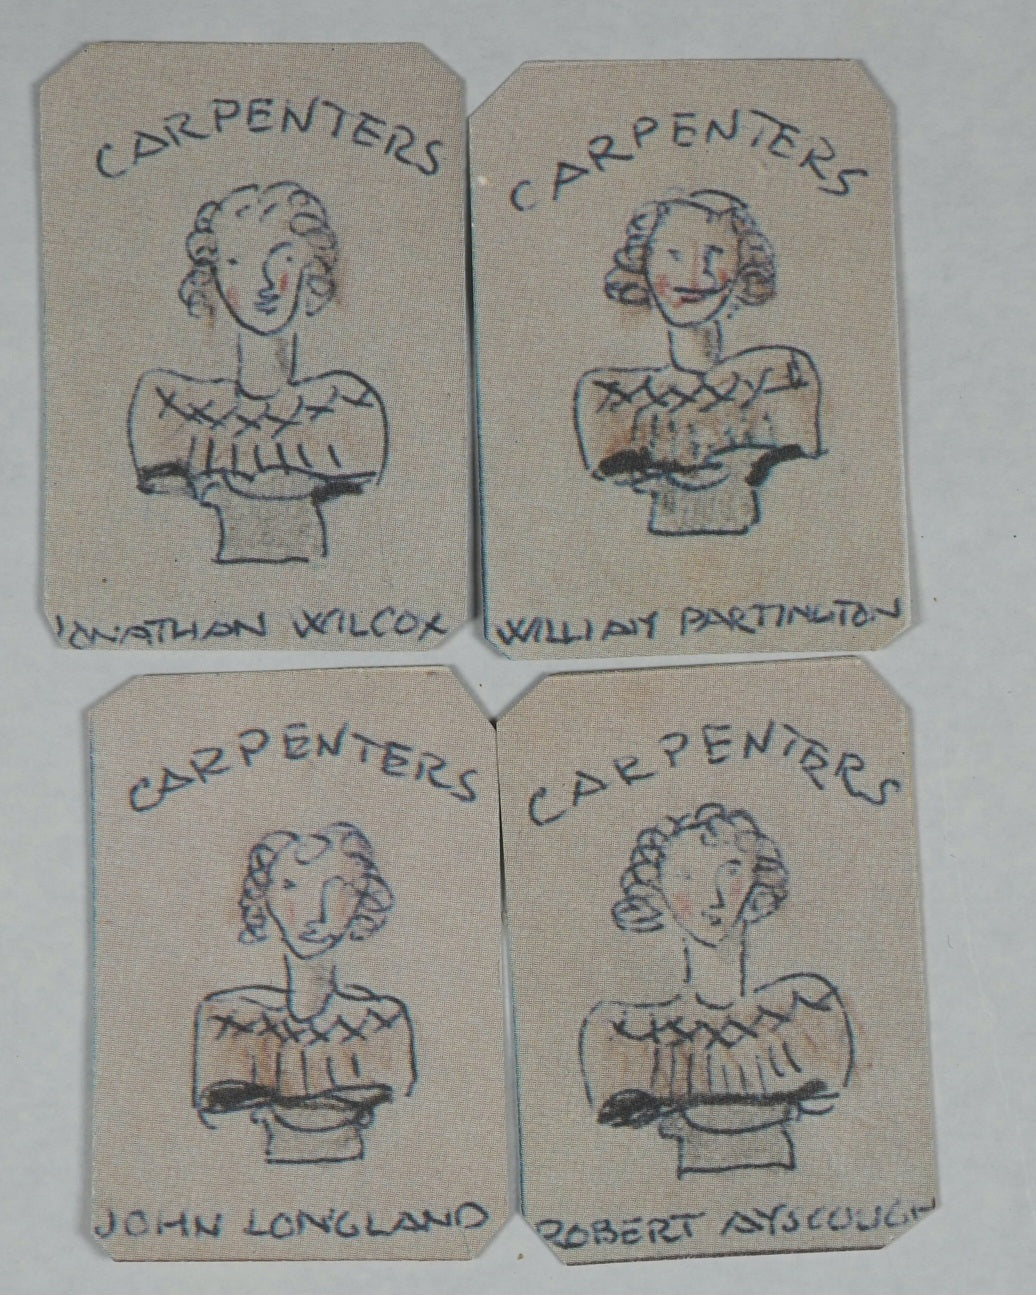 CARPENTERS
JONATHAN WILCOX
CARPENTERS
WILLIAM PARTINGTON
CARPENTERS
JOHN LONGLAND
CARPENTERS
ROBERT AYSCOUGH